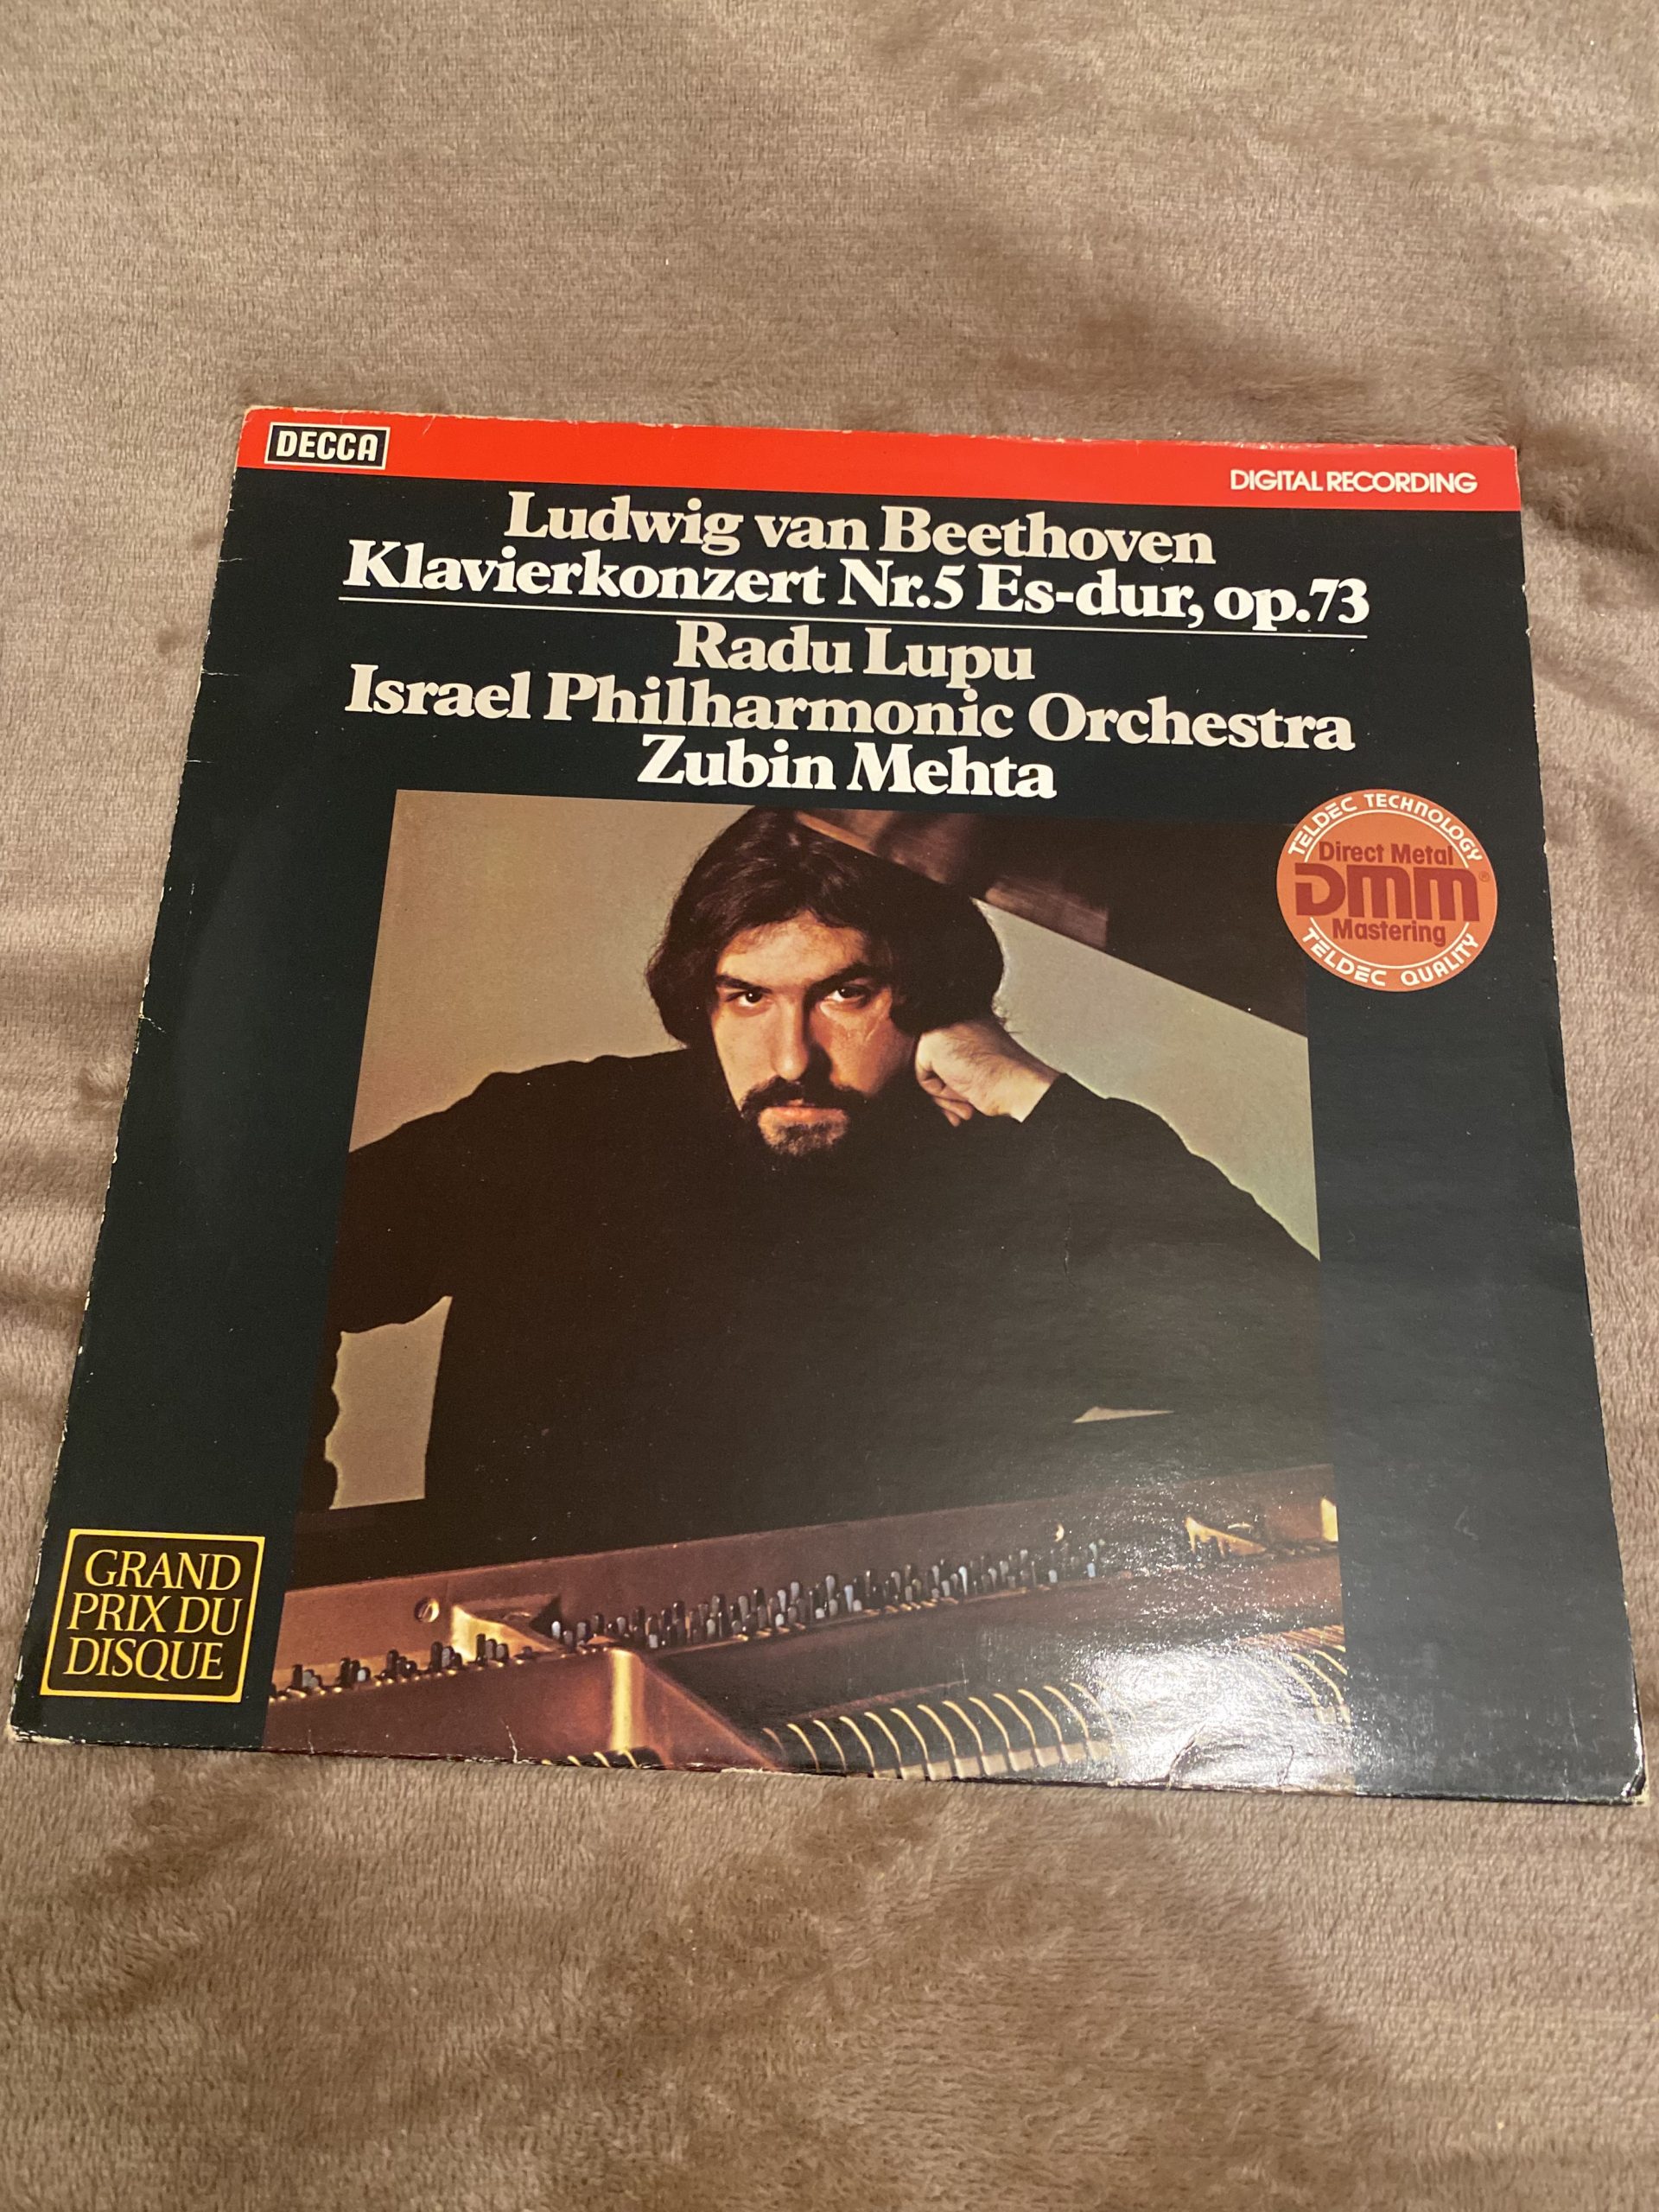 DECCA
DIGITAL RECORDING
Ludwig van Beethoven
Klavierkonzert Nr.5 Es-dur, op.73
Radu Lupu
Israel Philharmonic Orchestra
Zubin Mehta
TELDEC TECHNOLOGY
Direct Metal
DMM®
Mastering
TELDEC QUALITY
GRAND
PRIX DU
DISQUE